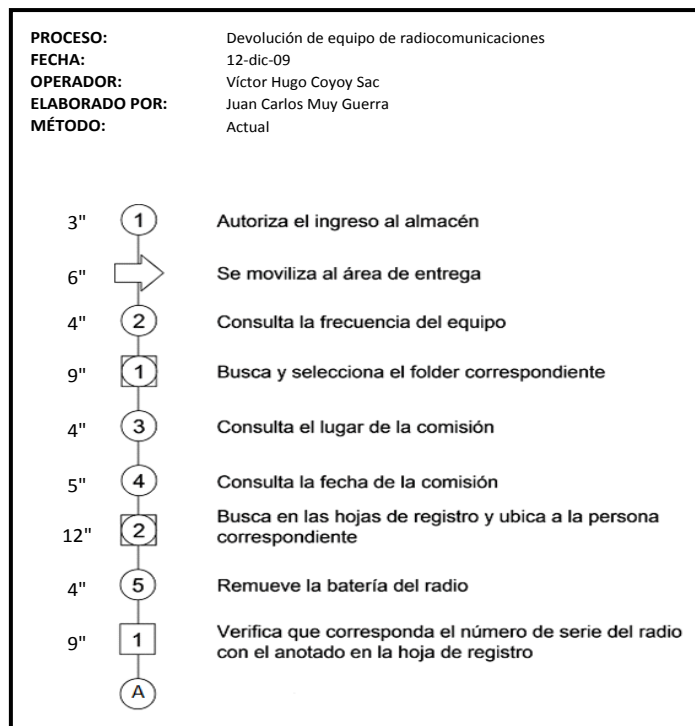 PROCESO: Devolución de equipo de radiocomunicaciones
FECHA: 12-dic-09
OPERADOR: Víctor Hugo Coyoy Sac
ELABORADO POR: Juan Carlos Muy Guerra
MÉTODO: Actual
3" 1 Autoriza el ingreso al almacén
6" Se moviliza al área de entrega
4" 2 Consulta la frecuencia del equipo
9" 1 Busca y selecciona el folder correspondiente
4" 3 Consulta el lugar de la comisión
5" 4 Consulta la fecha de la comisión
12" 2 Busca en las hojas de registro y ubica a la persona
correspondiente
4" 5 Remueve la batería del radio
9" 1 Verifica que corresponda el número de serie del radio
con el anotado en la hoja de registro
A